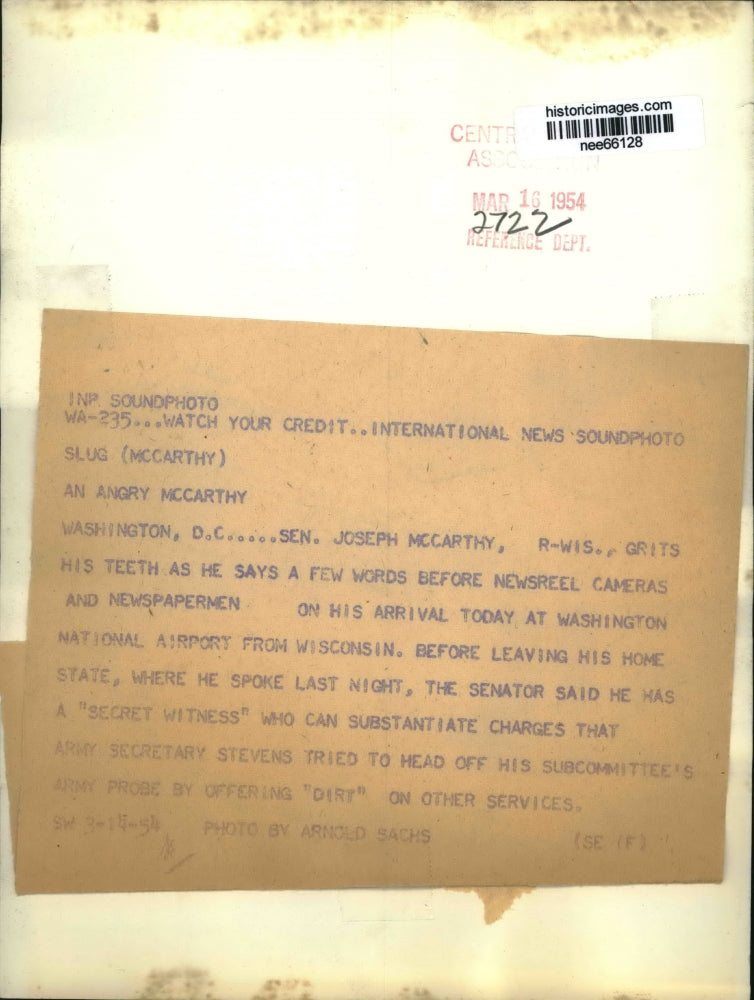 historicimages.com
nee66128
CENTR
MAR 16 1954
2722
REFERENCE DEPT.
INP SOUNDPHOTO
WA-235...WATCH YOUR CREDIT..INTERNATIONAL NEWS SOUNDPHOTO
SLUG (MCCARTHY)
AN ANGRY MCCARTHY
WASHINGTON, D.C.....SEN. JOSEPH MCCARTHY, R-WIS., GRITS
HIS TEETH AS HE SAYS A FEW WORDS BEFORE NEWSREEL CAMERAS
AND NEWSPAPERMEN ON HIS ARRIVAL TODAY AT WASHINGTON
NATIONAL AIRPORT FROM WISCONSIN. BEFORE LEAVING HIS HOME
STATE, WHERE HE SPOKE LAST NIGHT, THE SENATOR SAID HE HAS
A "SECRET WITNESS" WHO CAN SUBSTANTIATE CHARGES THAT
ARMY SECRETARY STEVENS TRIED TO HEAD OFF HIS SUBCOMMITTEE'S
ARMY PROBE BY OFFERING "DIRT" ON OTHER SERVICES.
SW 3-14-54 PHOTO BY ARNOLD SACHS (SE (F)